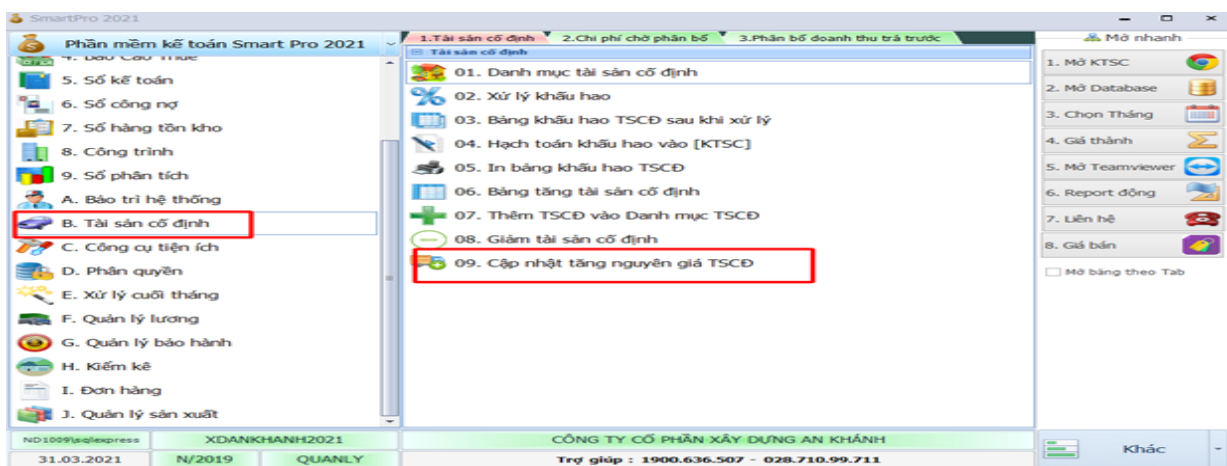 SmartPro 2021
Phần mềm kế toán Smart Pro 2021
4. Báo Cáo Thuế
5. Sổ kế toán
6. Sổ công nợ
7. Sổ hàng tồn kho
8. Công trình
9. Sổ phân tích
A. Bảo trì hệ thống
B. Tài sản cố định
C. Công cụ tiện ích
D. Phân quyền
E. Xử lý cuối tháng
F. Quản lý lương
G. Quản lý bảo hành
H. Kiểm kê
I. Đơn hàng
J. Quản lý sản xuất
1.Tài sản cố định 2.Chi phí chờ phân bổ 3.Phân bổ doanh thu trả trước
Tài sản cố định
01. Danh mục tài sản cố định
02. Xử lý khấu hao
03. Bảng khấu hao TSCĐ sau khi xử lý
04. Hạch toán khấu hao vào [KTSC]
05. In bảng khấu hao TSCĐ
06. Bảng tăng tài sản cố định
07. Thêm TSCĐ vào Danh mục TSCĐ
08. Giảm tài sản cố định
09. Cập nhật tăng nguyên giá TSCĐ
Mở nhanh
1. Mở KTSC
2. Mở Database
3. Chọn Tháng
4. Giá thành
5. Mở Teamviewer
6. Report động
7. Liên hệ
8. Giá bán
Mở bảng theo Tab
ND1009\sqlexpress XDANKHANH2021 CÔNG TY CỔ PHẦN XÂY DỰNG AN KHÁNH
31.03.2021 N/2019 QUANLY Trợ giúp : 1900.636.507 - 028.710.99.711
Khác